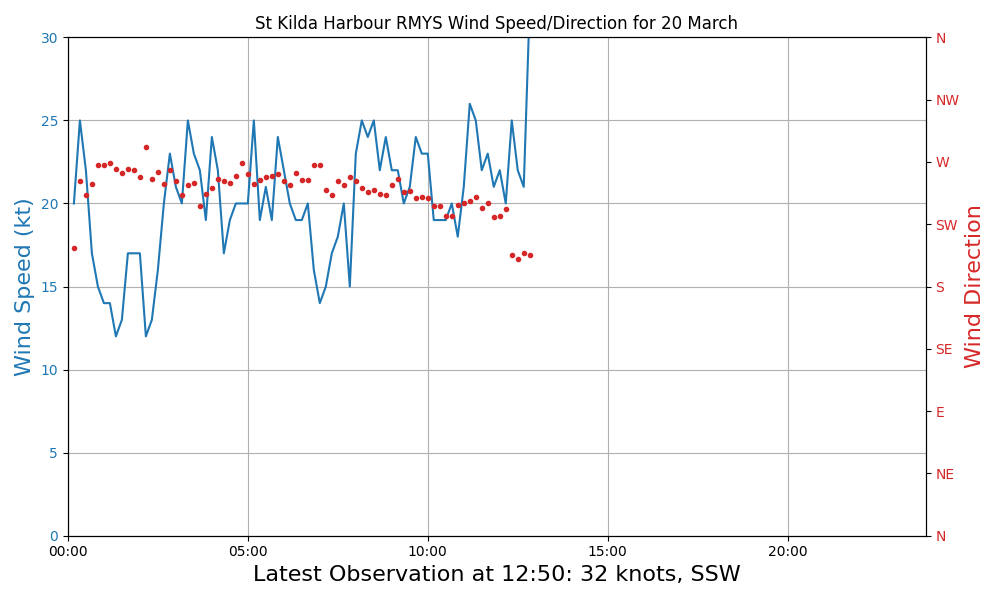 St Kilda Harbour RMYS Wind Speed/Direction for 20 March
30
25
20
15
10
5
0
Wind Speed (kt)
N
NW
W
SW
S
SE
E
NE
N
Wind Direction
00:00
05:00
10:00
15:00
20:00
Latest Observation at 12:50: 32 knots, SSW